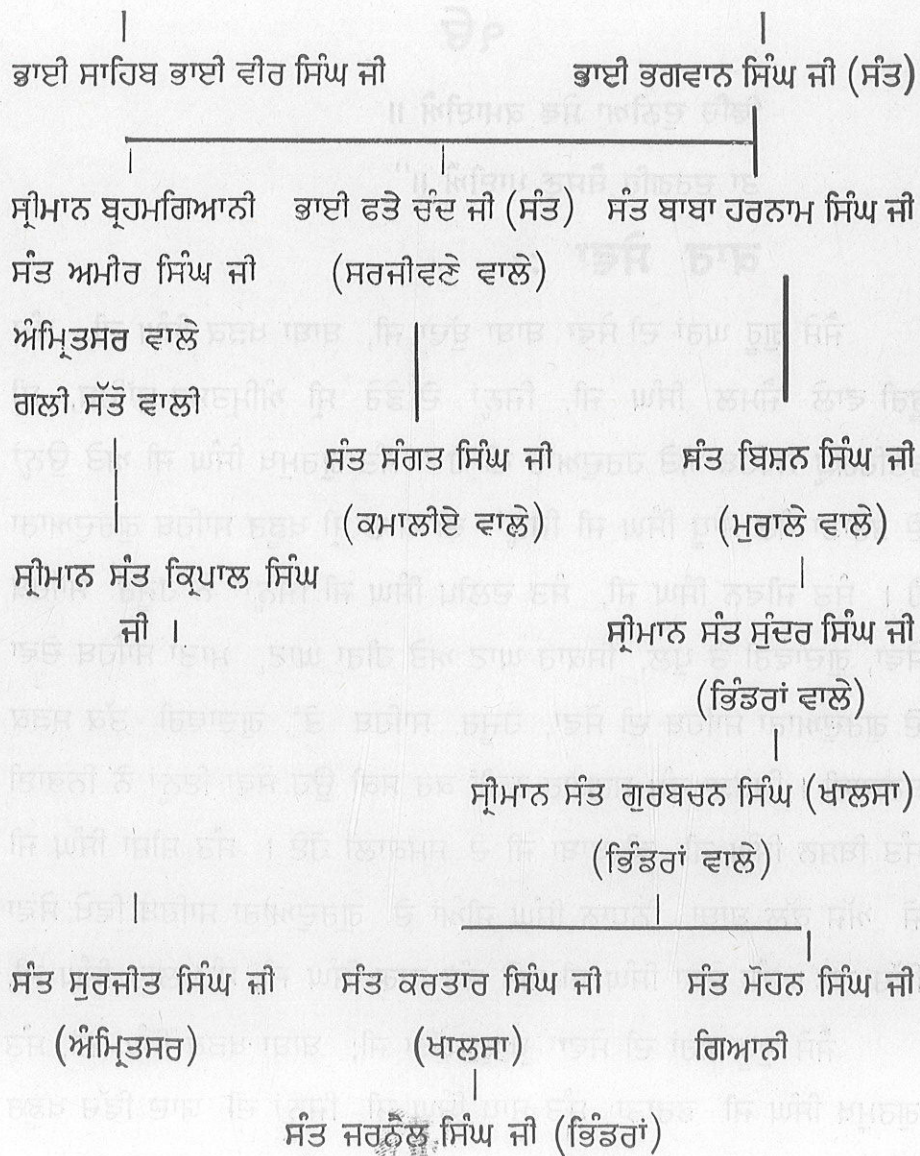 ਭਾਈ ਸਾਹਿਬ ਭਾਈ ਵੀਰ ਸਿੰਘ ਜੀ ਭਾਈ ਭਗਵਾਨ ਸਿੰਘ ਜੀ (ਸੰਤ)
ਸ੍ਰੀਮਾਨ ਬ੍ਰਹਮਗਿਆਨੀ ਭਾਈ ਫਤੇ ਚੰਦ ਜੀ (ਸੰਤ) ਸੰਤ ਬਾਬਾ ਹਰਨਾਮ ਸਿੰਘ ਜੀ
ਸੰਤ ਅਮੀਰ ਸਿੰਘ ਜੀ (ਸਰਜੀਵਣੇ ਵਾਲੇ)
ਅੰਮ੍ਰਿਤਸਰ ਵਾਲੇ
ਗਲੀ ਸੱਤੋ ਵਾਲੀ
ਸੰਤ ਸੰਗਤ ਸਿੰਘ ਜੀ ਸੰਤ ਬਿਸ਼ਨ ਸਿੰਘ ਜੀ
(ਕਮਾਲੀਏ ਵਾਲੇ) (ਮੁਰਾਲੇ ਵਾਲੇ)
ਸ੍ਰੀਮਾਨ ਸੰਤ ਕ੍ਰਿਪਾਲ ਸਿੰਘ
ਜੀ । ਸ੍ਰੀਮਾਨ ਸੰਤ ਸੁੰਦਰ ਸਿੰਘ ਜੀ
(ਭਿੰਡਰਾਂ ਵਾਲੇ)
ਸ੍ਰੀਮਾਨ ਸੰਤ ਗੁਰਬਚਨ ਸਿੰਘ (ਖਾਲਸਾ)
(ਭਿੰਡਰਾਂ ਵਾਲੇ)
ਸੰਤ ਸੁਰਜੀਤ ਸਿੰਘ ਜੀ ਸੰਤ ਕਰਤਾਰ ਸਿੰਘ ਜੀ ਸੰਤ ਮੋਹਨ ਸਿੰਘ ਜੀ
(ਅੰਮ੍ਰਿਤਸਰ) (ਖਾਲਸਾ) ਗਿਆਨੀ
ਸੰਤ ਜਰਨੈਲ ਸਿੰਘ ਜੀ (ਭਿੰਡਰਾਂ)